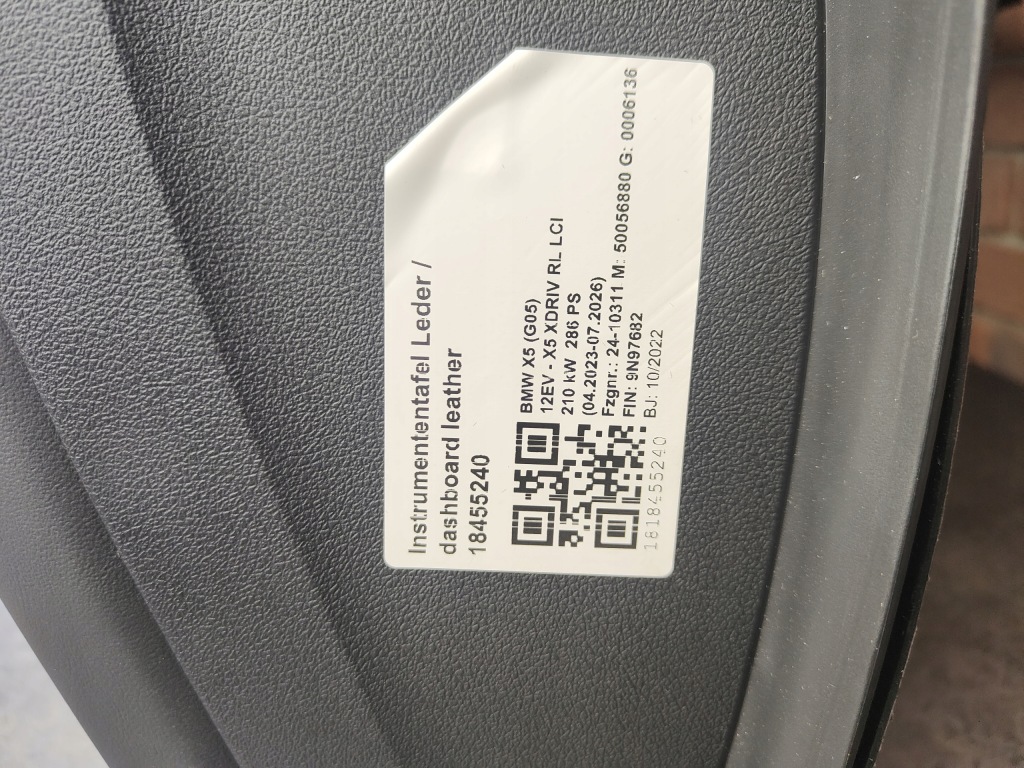 Instrumententafel Leder /
dashboard leather
18455240
BMW X5 (G05)
12EV - X5 XDRIV RL LCI
210 kW 286 PS
(04.2023-07.2026)
Fzgnr.: 24-10311 M: 50056880 G: 0006136
FIN: 9N97682
BJ: 10/2022
1818455240